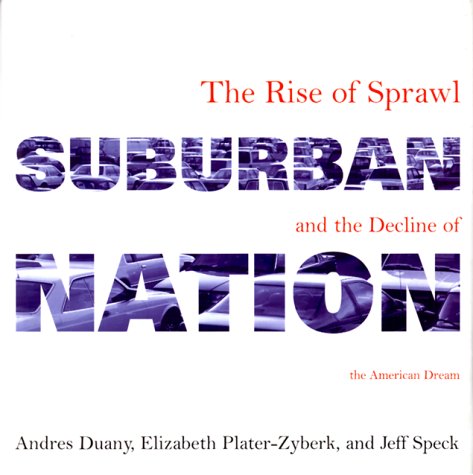 The Rise of Sprawl
SUBURBAN
and the Decline of
NATION
the American Dream
Andres Duany, Elizabeth Plater-Zyberk, and Jeff Speck